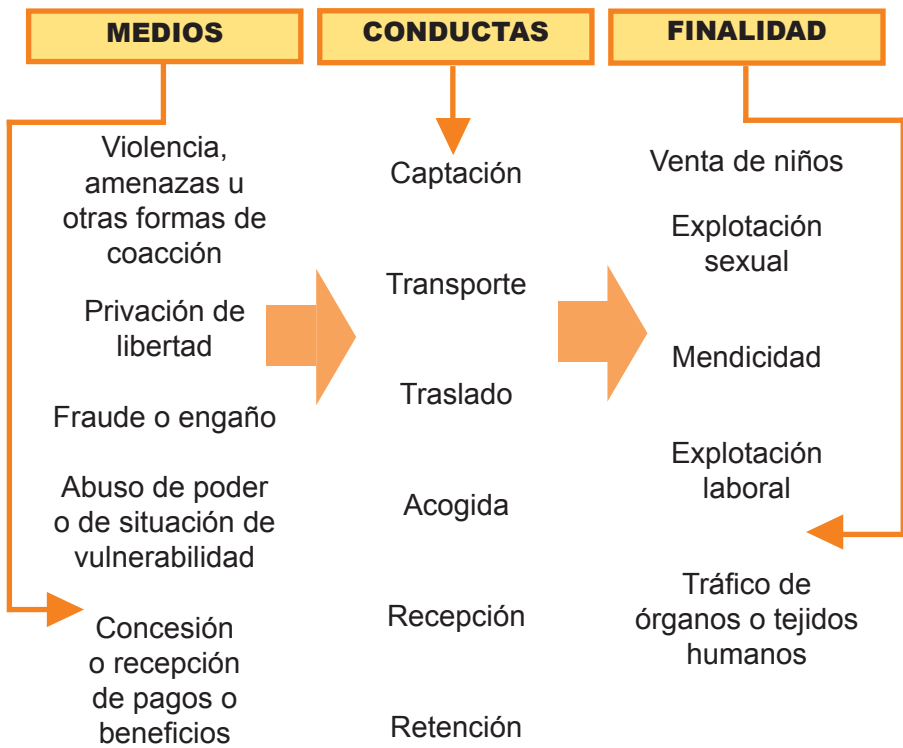 MEDIOS
Violencia,
amenazas u
otras formas de
coacción
Privación de
libertad
Fraude o engaño
Abuso de poder
o de situación de
vulnerabilidad
Concesión
o recepción
de pagos o
beneficios
CONDUCTAS
Captación
Transporte
Traslado
Acogida
Recepción
Retención
FINALIDAD
Venta de niños
Explotación
sexual
Mendicidad
Explotación
laboral
Tráfico de
órganos o tejidos
humanos